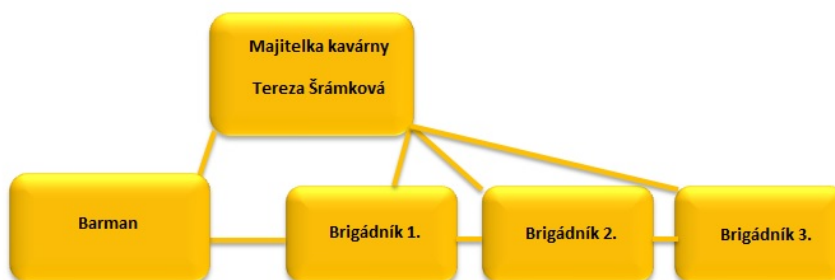 Majitelka kavárny
Tereza Šrámková
Barman
Brigádník 1.
Brigádník 2.
Brigádník 3.